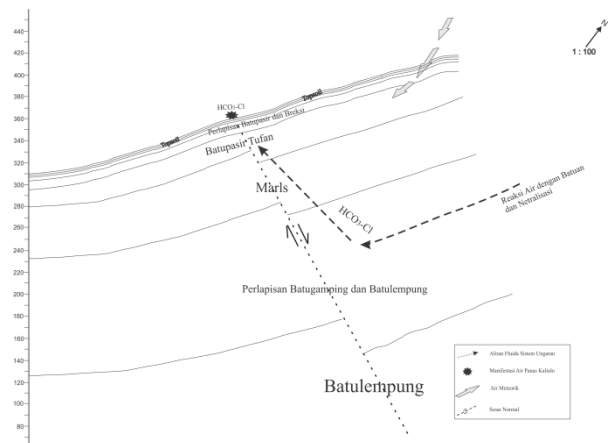 440
420
400
380
360
340
320
300
280
260
240
220
200
180
160
140
120
100
80
N
1 : 100
HCO₃-Cl
Topsoil
Topsoil
Perlapisan Batupasir dan Breksi
Batupasir Tufan
Marls
HCO₃-Cl
Reaksi Air dengan Batuan
dan Netralisasi
Perlapisan Batugamping dan Batulempung
Batulempung
Aliran Fluida Sistem Ungaran
Manifestasi Air Panas Kaliulo
Air Meteorik
Sesar Normal